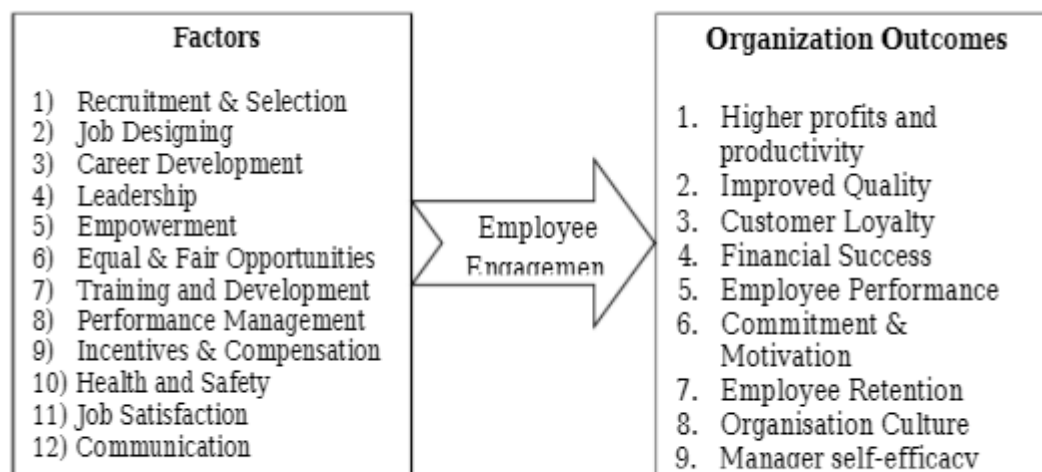 Factors
1) Recruitment & Selection
2) Job Designing
3) Career Development
4) Leadership
5) Empowerment
6) Equal & Fair Opportunities
7) Training and Development
8) Performance Management
9) Incentives & Compensation
10) Health and Safety
11) Job Satisfaction
12) Communication
Employee
Engagemen
Organization Outcomes
1. Higher profits and
productivity
2. Improved Quality
3. Customer Loyalty
4. Financial Success
5. Employee Performance
6. Commitment &
Motivation
7. Employee Retention
8. Organisation Culture
9. Manager self-efficacy